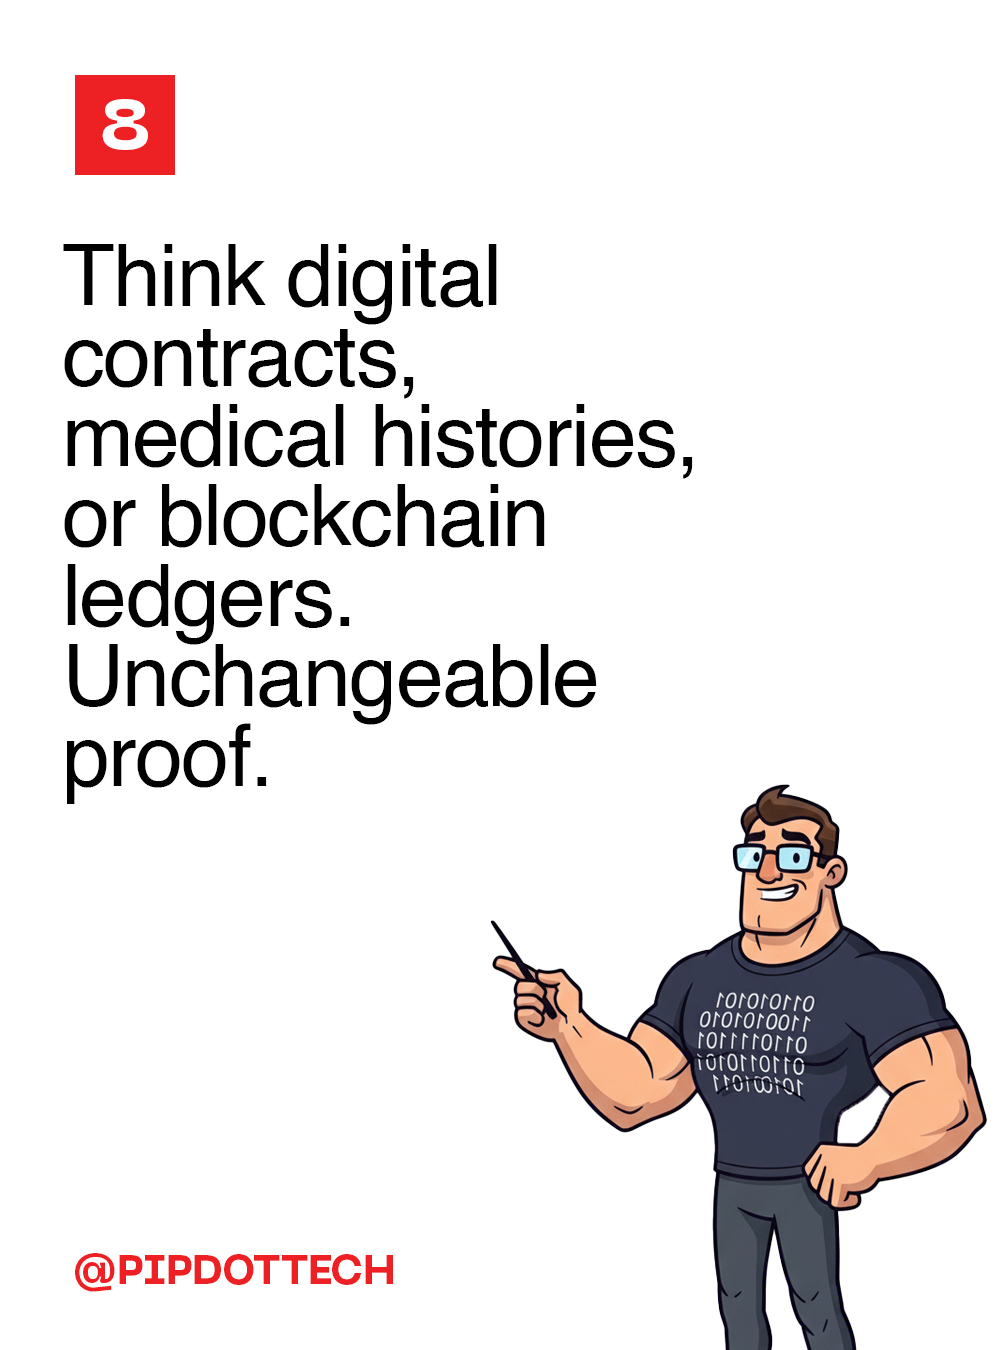 8
Think digital
contracts,
medical histories,
or blockchain
ledgers.
Unchangeable
proof.
@PIPDOTTECH